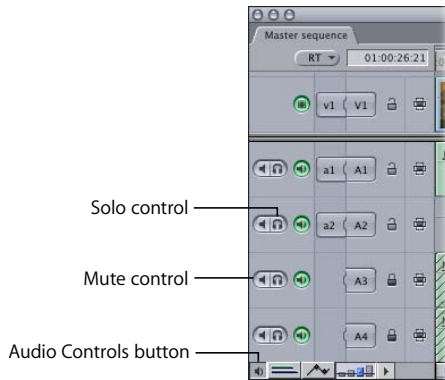 Master sequence
RT 01:00:26:21
v1 V1
a1 A1
Solo control
a2 A2
Mute control
A3
A4
Audio Controls button